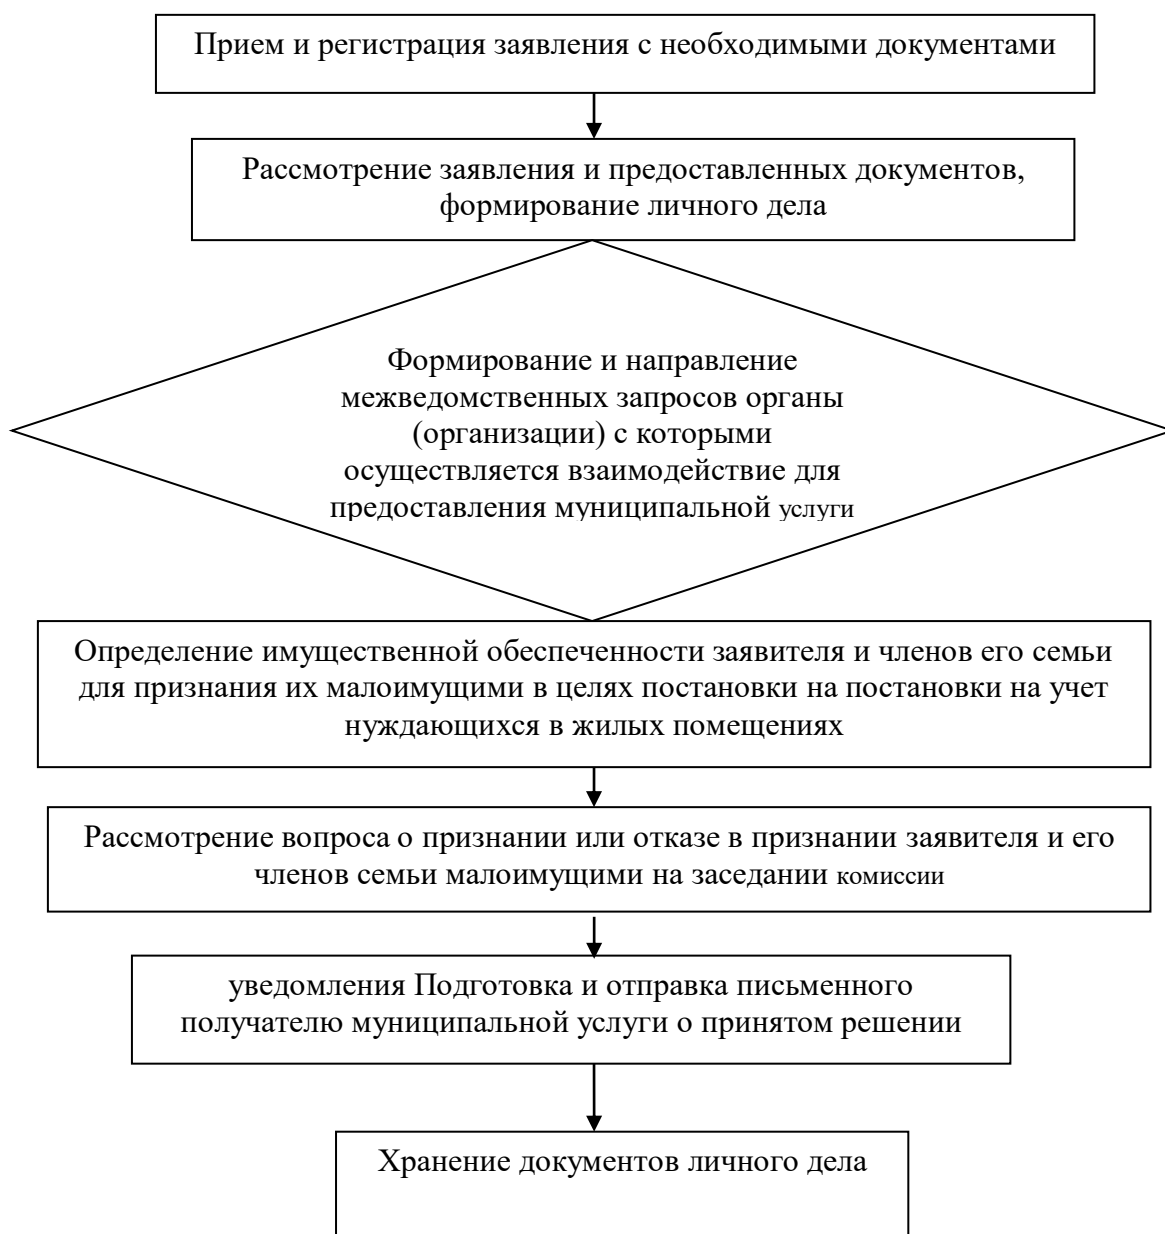 Прием и регистрация заявления с необходимыми документами
Рассмотрение заявления и предоставленных документов,
формирование личного дела
Формирование и направление
межведомственных запросов органы
(организации) с которыми
осуществляется взаимодействие для
предоставления муниципальной услуги
Определение имущественной обеспеченности заявителя и членов его семьи
для признания их малоимущими в целях постановки на постановки на учет
нуждающихся в жилых помещениях
Рассмотрение вопроса о признании или отказе в признании заявителя и его
членов семьи малоимущими на заседании комиссии
уведомления Подготовка и отправка письменного
получателю муниципальной услуги о принятом решении
Хранение документов личного дела